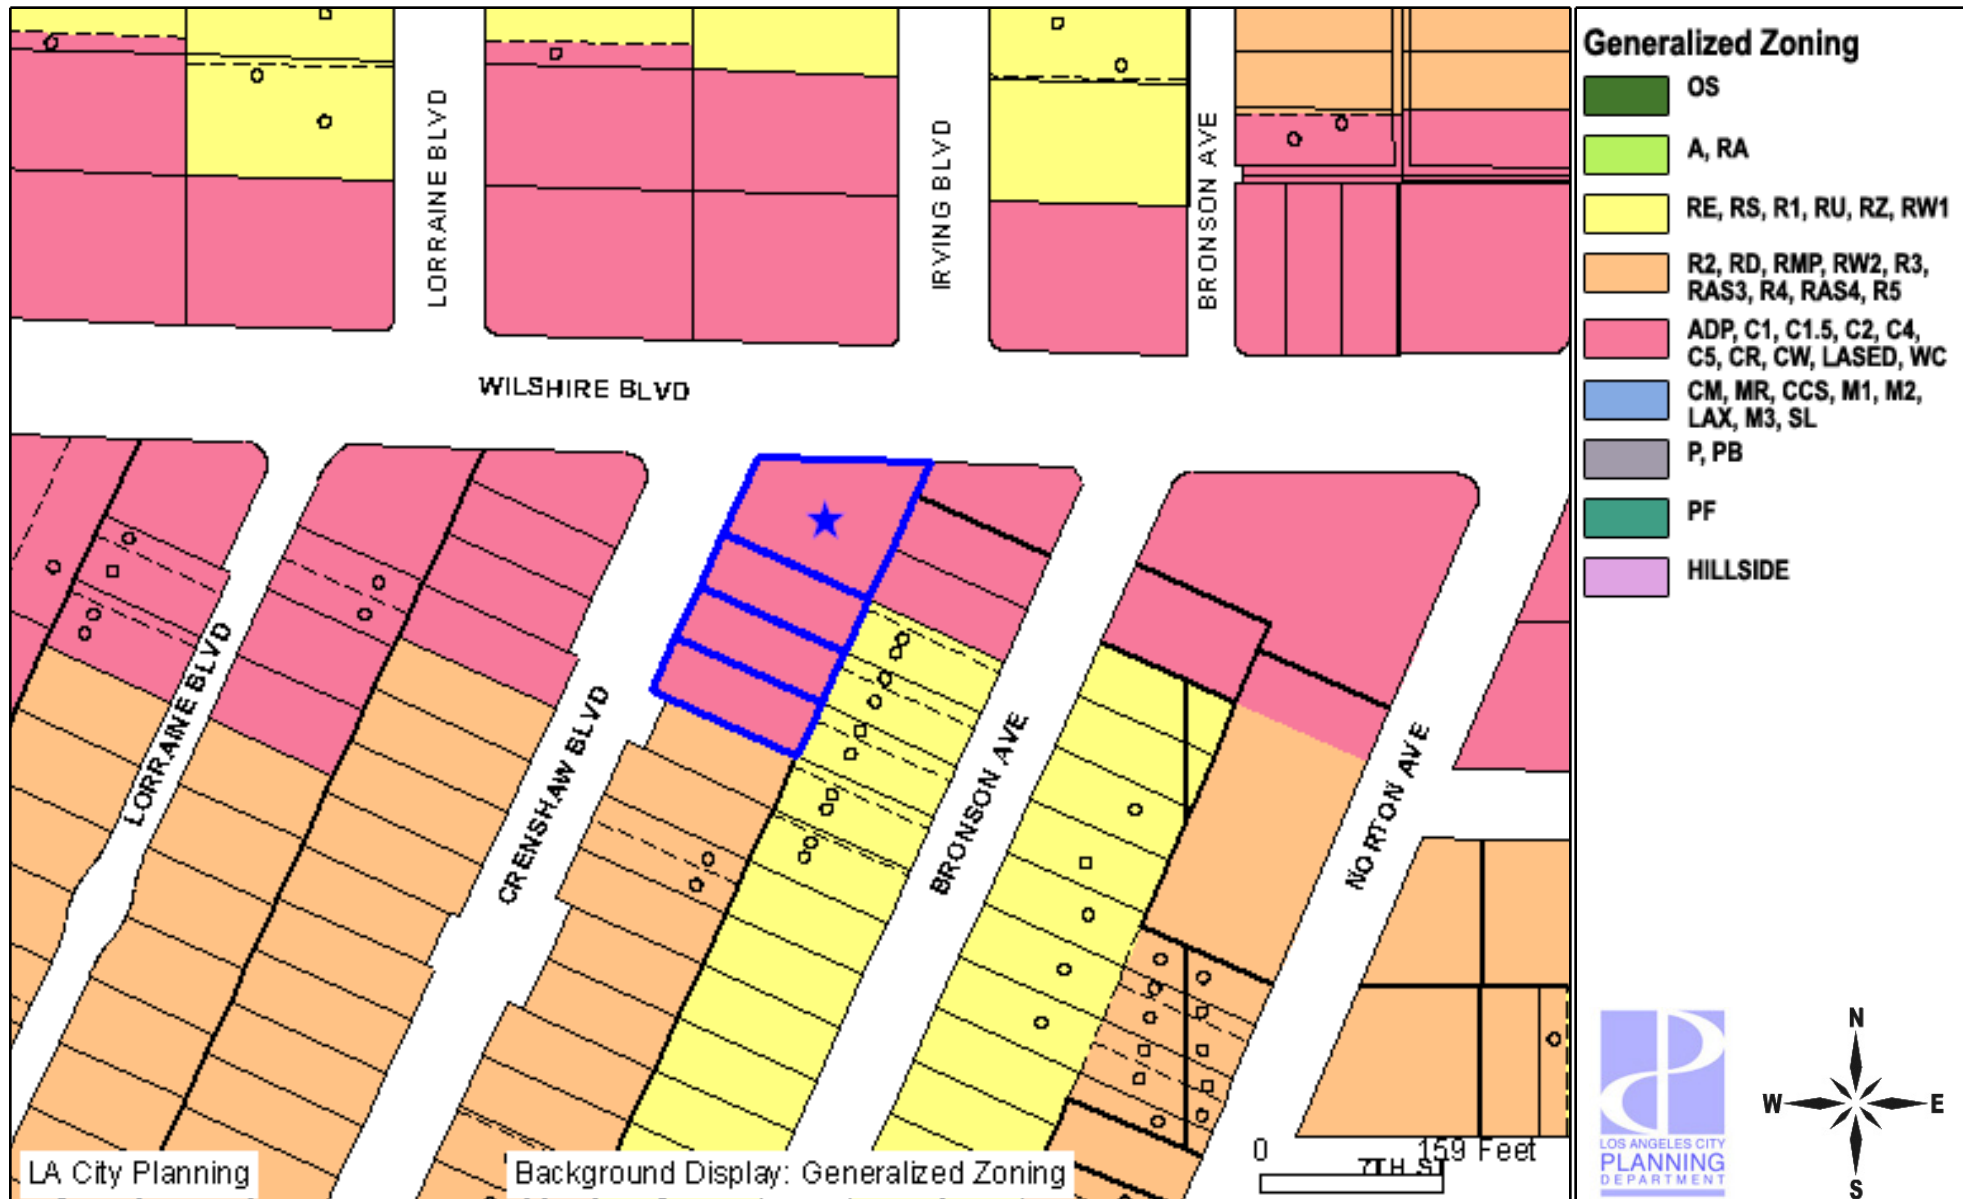 LORRAINE BLVD
IRVING BLVD
BRONSON AVE
WILSHIRE BLVD
LORRAINE BLVD
CRENSHAW BLVD
BRONSON AVE
NORTON AVE
7TH ST
0 159 Feet
LA City Planning
Background Display: Generalized Zoning
Generalized Zoning
OS
A, RA
RE, RS, R1, RU, RZ, RW1
R2, RD, RMP, RW2, R3,
RAS3, R4, RAS4, R5
ADP, C1, C1.5, C2, C4,
C5, CR, CW, LASED, WC
CM, MR, CCS, M1, M2,
LAX, M3, SL
P, PB
PF
HILLSIDE
LOS ANGELES CITY
PLANNING
DEPARTMENT
N
W E
S